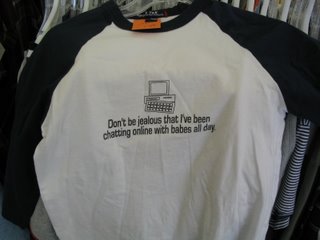 Don't be jealous that I've been
chatting online with babes all day.